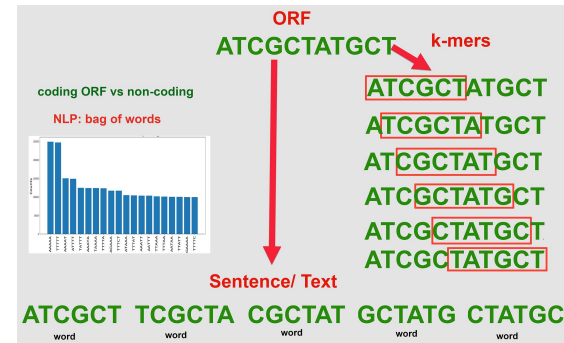 ORF
ATCGCTATGCT
k-mers
coding ORF vs non-coding
NLP: bag of words
ATCGCTATGCT
ATCGCTATGCT
ATCGCTATGCT
ATCGCTATGCT
ATCGCTATGCT
ATCGCTATGCT
Sentence/ Text
ATCGCT TCGCTA CGCTAT GCTATG CTATGC
word word word word word